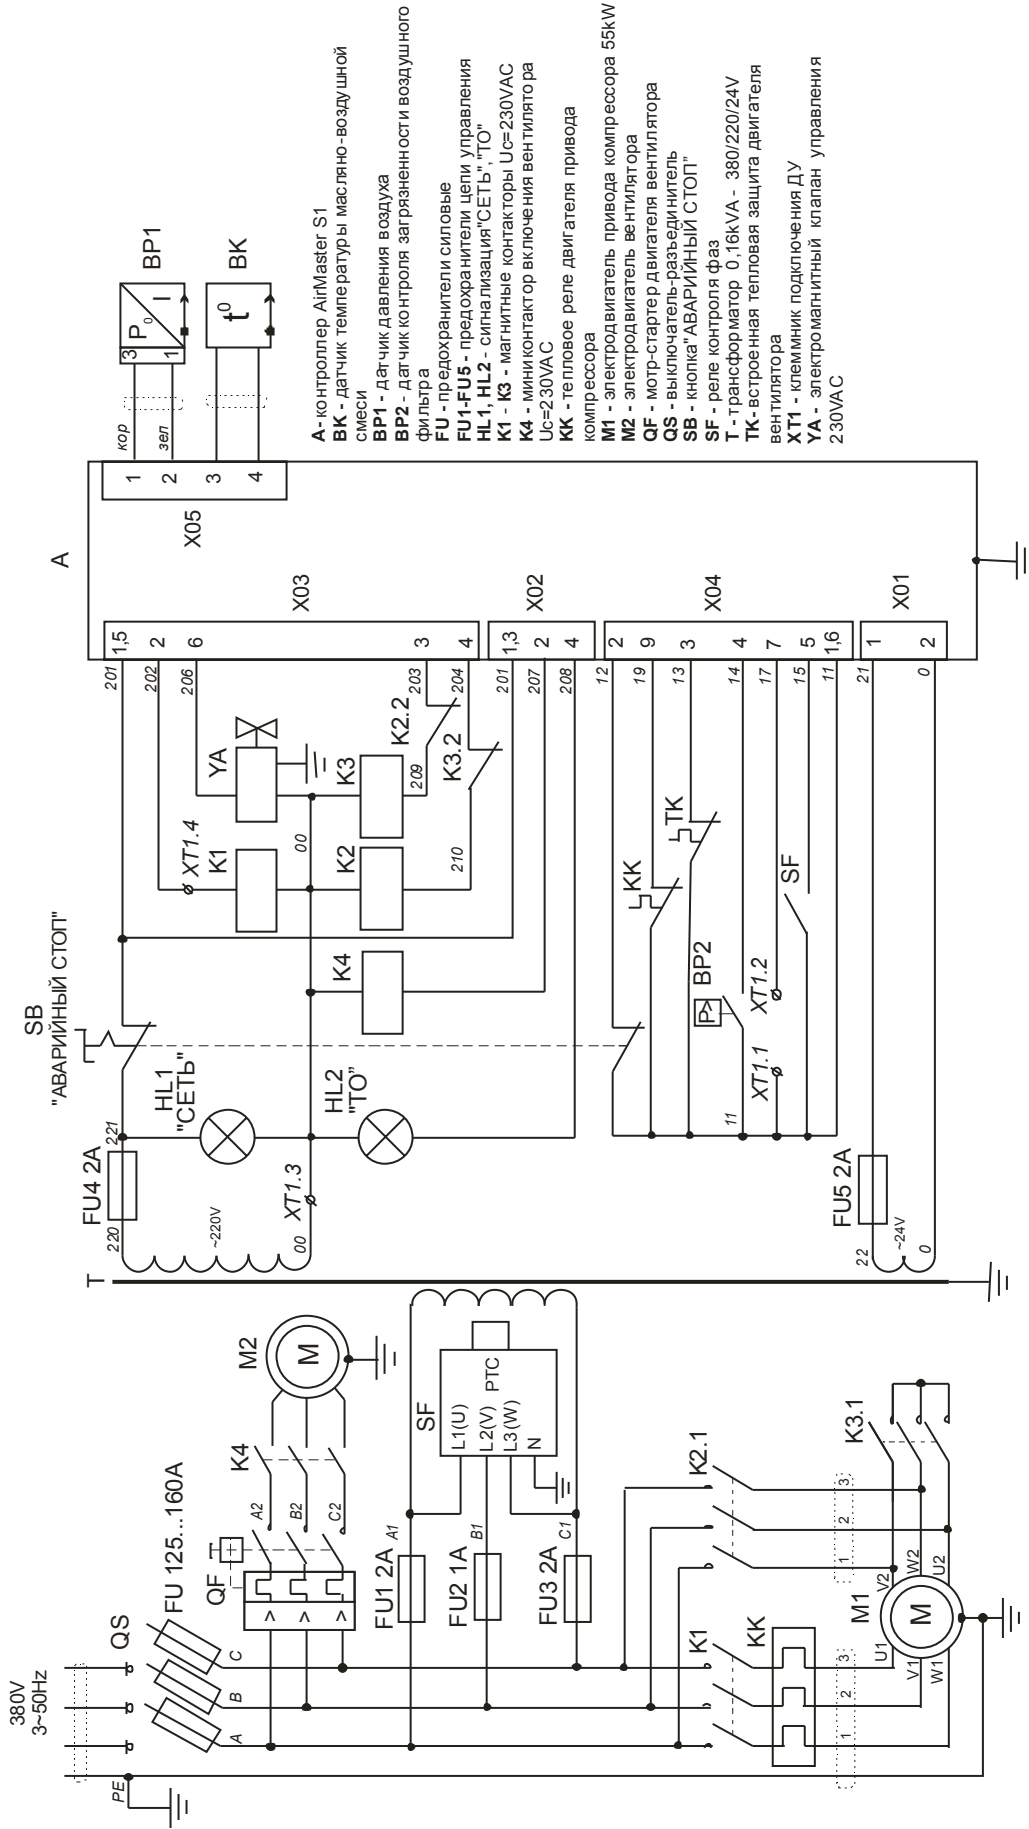 380V
3~50Hz
PE
QS
FU 125...160A
A
B
C
QF
>
>
>
A2
B2
C2
K4
M2
M
FU1 2A
FU2 1A
FU3 2A
A1
B1
C1
SF
L1(U)
L2(V)
L3(W)
N
PTC
K1
KK
K2.1
K3.1
1
2
3
1
2
3
M1
M
U1
V1
W1
V2
W2
U2
T
220
FU4 2A
221
~220V
00
XT1.3
HL1
"СЕТЬ"
HL2
"ТО"
SB
"АВАРИЙНЫЙ СТОП"
K4
K1
XT1.4
YA
00
K2
K3
209
210
K2.2
K3.2
201
202
206
203
204
201
207
208
1,5
2
6
3
4
X03
1,3
2
4
X02
A
KK
TK
BP2
P>
11
XT1.1
XT1.2
SF
12
19
13
14
17
15
11
2
9
3
4
7
5
1,6
X04
22
FU5 2A
21
~24V
0
0
1
2
X01
X05
1
2
3
4
кор
зел
3
1
P
0
I
BP1
t0
BK
A- контроллер AirMaster S1
BK - датчик температуры масляно-воздушной
смеси
BP1 - датчик давления воздуха
BP2 - датчик контроля загрязненности воздушного
фильтра
FU - предохранители силовые
FU1-FU5 - предохранители цепи управления
HL1, HL2 - сигнализация"СЕТЬ","ТО"
K1 - K3 - магнитные контакторы Uc=230VAC
K4 - миниконтактор включения вентилятора
Uc=230VAC
KK - тепловое реле двигателя привода
компрессора
M1 - электродвигатель привода компрессора 55kW
M2 - электродвигатель вентилятора
QF - мотр-стартер двигателя вентилятора
QS - выключатель-разъединитель
SB - кнопка"АВАРИЙНЫЙ СТОП"
SF - реле контроля фаз
T - трансформатор 0,16kVA - 380/220/24V
TK - встроенная тепловая защита двигателя
вентилятора
XT1 - клеммник подключения ДУ
YA - электромагнитный клапан управления
230VAC